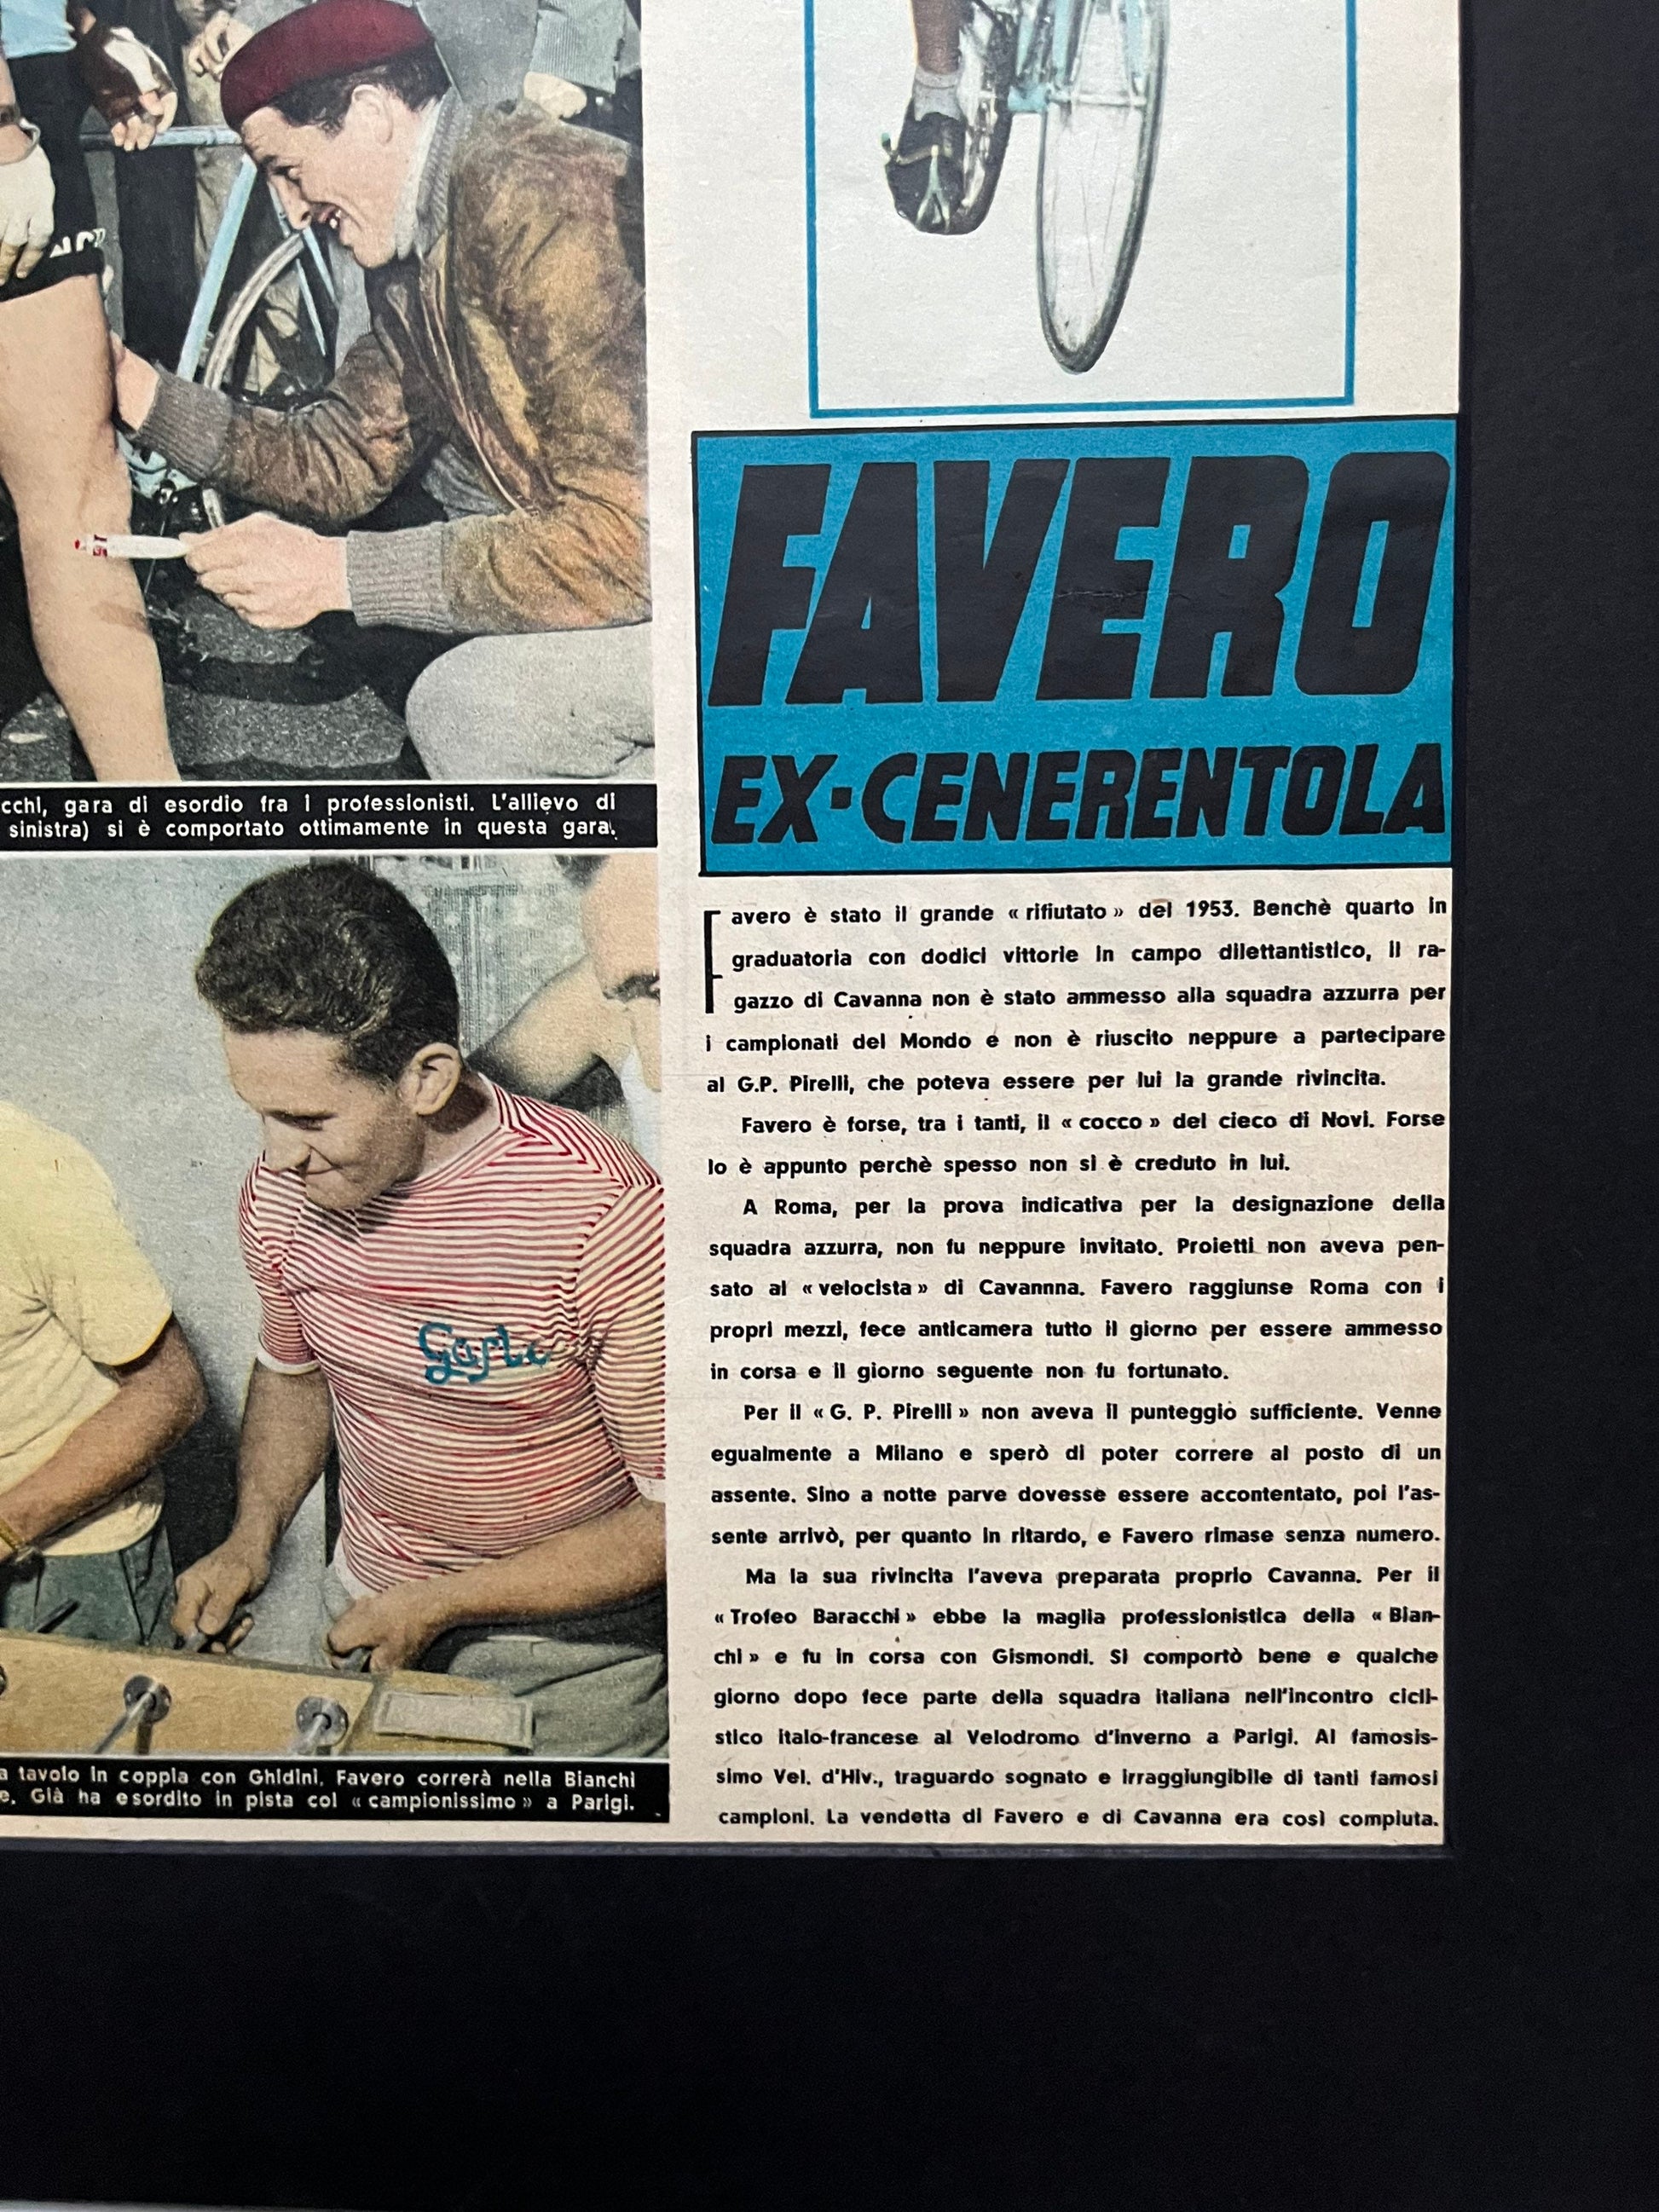 cchi, gara di esordio fra i professionisti. L'allievo di
sinistra) si è comportato ottimamente in questa gara.
a tavolo in coppia con Ghidini. Favero correrà nella Bianchi
e. Già ha esordito in pista col « campionissimo » a Parigi.
FAVERO
EX-CENERENTOLA
Favero è stato il grande « rifiutato » del 1953. Benchè quarto in
graduatoria con dodici vittorie in campo dilettantistico, il ra-
gazzo di Cavanna non è stato ammesso alla squadra azzurra per
i campionati del Mondo e non è riuscito neppure a partecipare
al G.P. Pirelli, che poteva essere per lui la grande rivincita.
Favero è forse, tra i tanti, il « cocco » del cieco di Novi. Forse
lo è appunto perchè spesso non si è creduto in lui.
A Roma, per la prova indicativa per la designazione della
squadra azzurra, non fu neppure invitato. Proietti non aveva pen-
sato al « velocista » di Cavannna. Favero raggiunse Roma con i
propri mezzi, fece anticamera tutto il giorno per essere ammesso
in corsa e il giorno seguente non fu fortunato.
Per il « G. P. Pirelli » non aveva il punteggio sufficiente. Venne
egualmente a Milano e sperò di poter correre al posto di un
assente. Sino a notte parve dovesse essere accontentato, poi l'as-
sente arrivò, per quanto in ritardo, e Favero rimase senza numero.
Ma la sua rivincita l'aveva preparata proprio Cavanna. Per il
« Trofeo Baracchi » ebbe la maglia professionistica della « Bian-
chi » e fu in corsa con Gismondi. Si comportò bene e qualche
giorno dopo fece parte della squadra italiana nell'incontro cicli-
stico italo-francese al Velodromo d'inverno a Parigi. Al famosis-
simo Vel. d'Hiv., traguardo sognato e irraggiungibile di tanti famosi
campioni. La vendetta di Favero e di Cavanna era così compiuta.